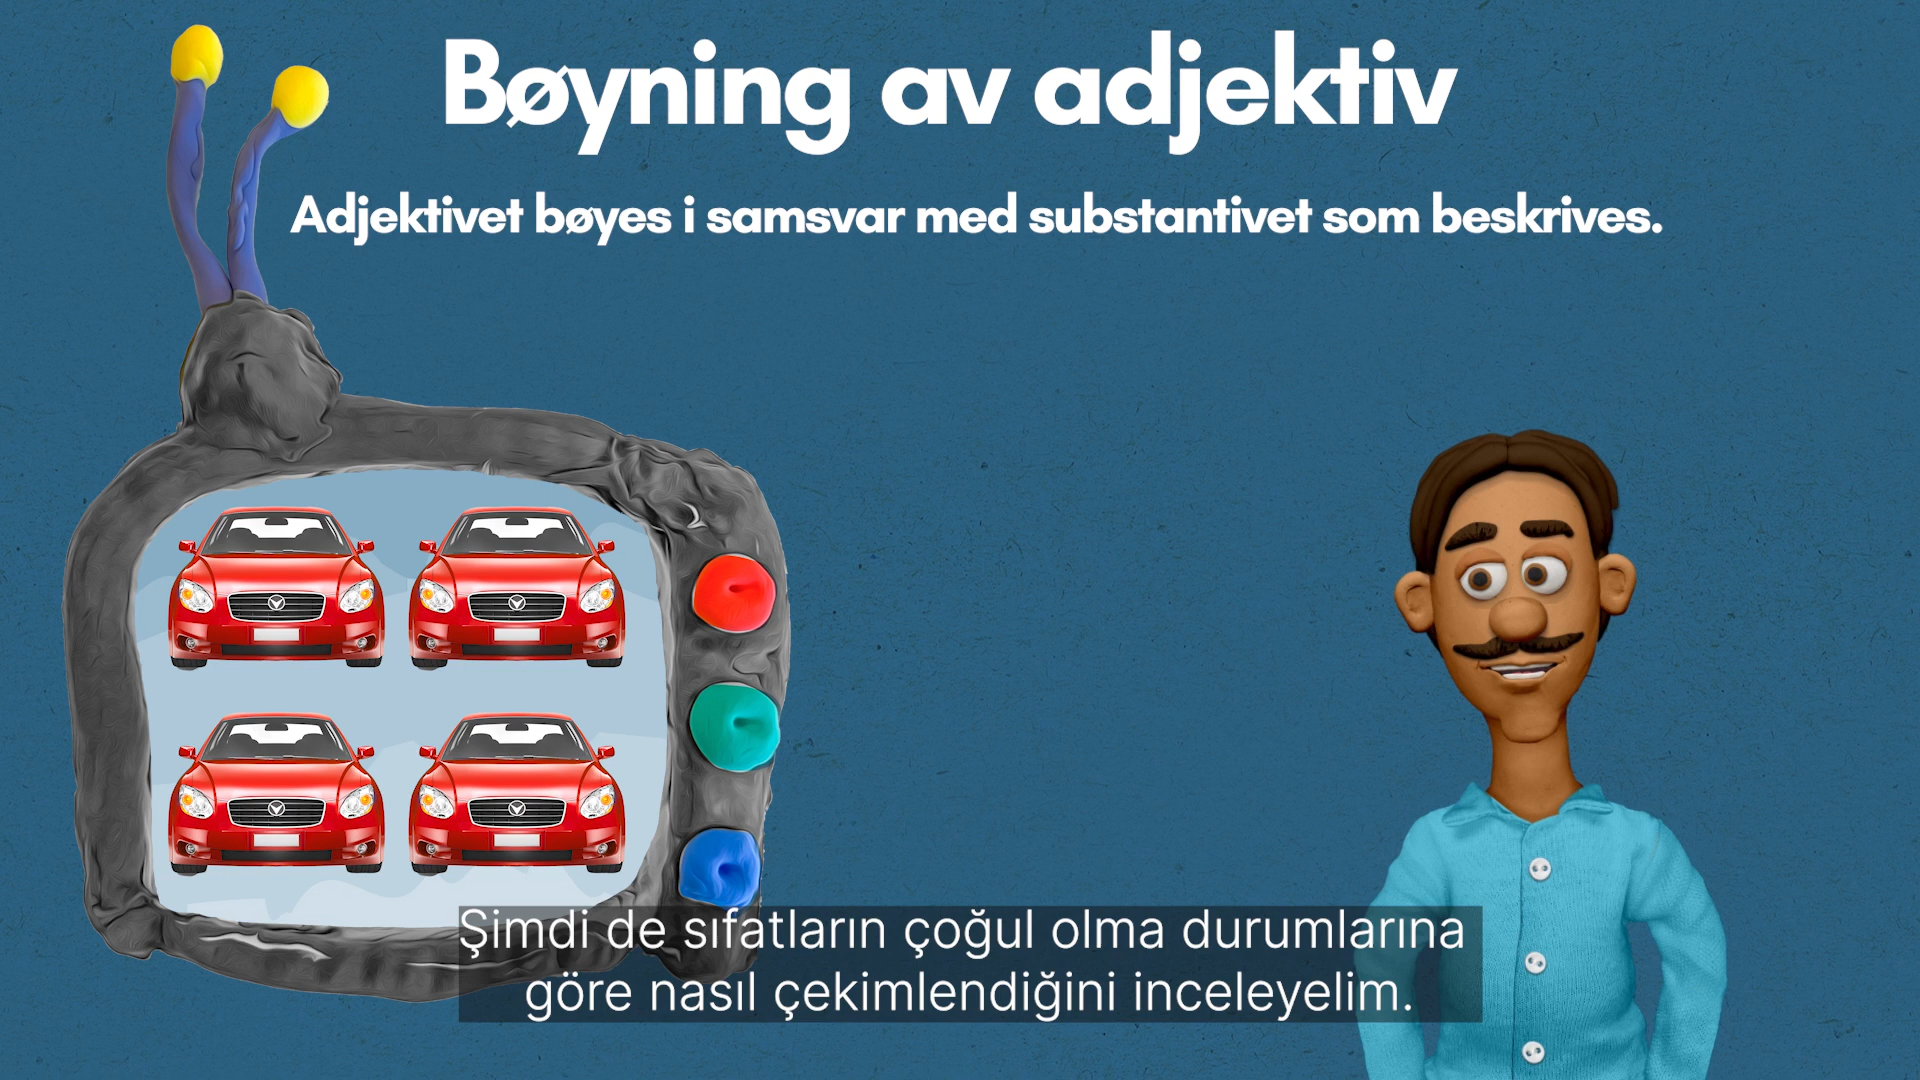 Bøyning av adjektiv
Adjektivet bøyes i samsvar med substantivet som beskrives.
Şimdi de sıfatların çoğul olma durumlarına
göre nasıl çekimlendiğini inceleyelim.